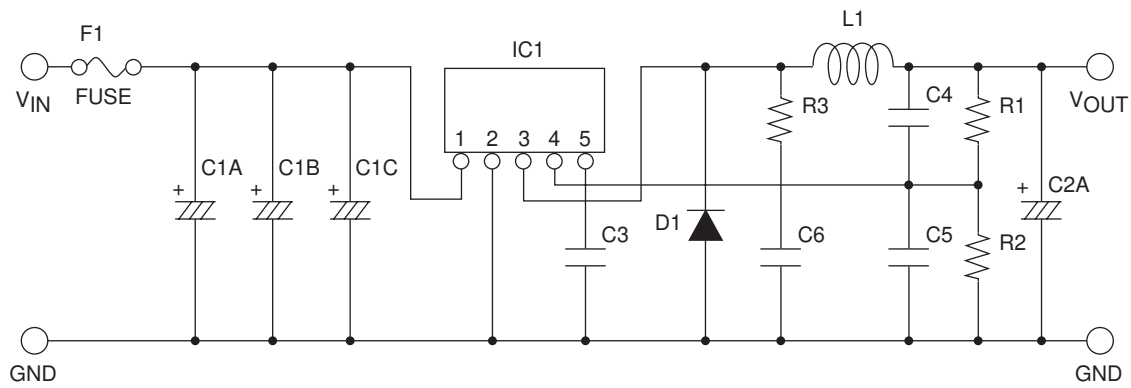 F1
FUSE
VIN
IC1
1 2 3 4 5
L1
VOUT
R3
C4
R1
C1A
+
C1B
+
C1C
+
C3
D1
C6
C5
R2
C2A
+
GND
GND